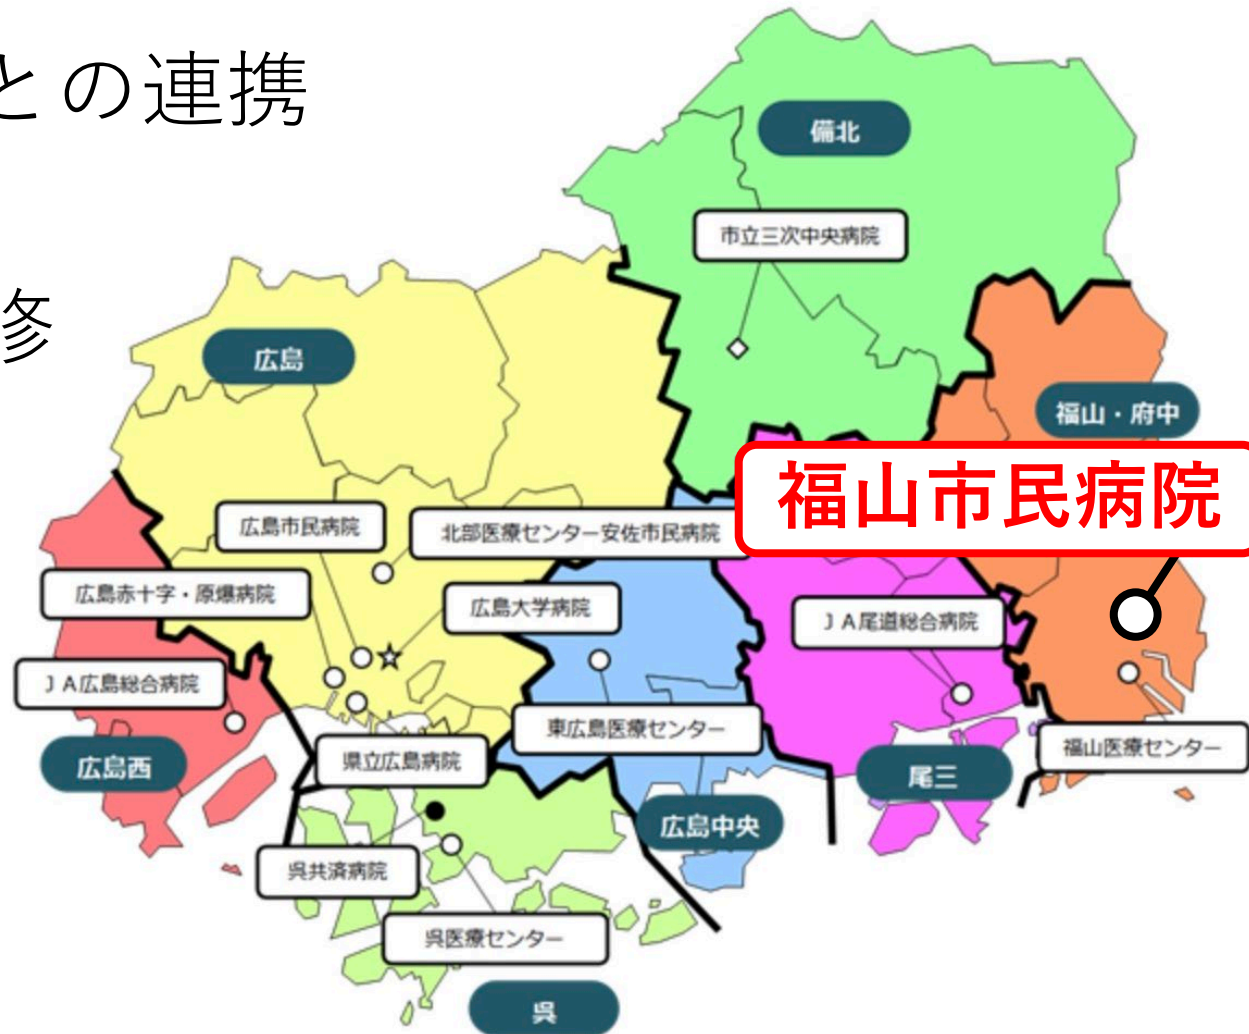 との連携
備北
市立三次中央病院
修
広島
福山・府中
福山市民病院
広島市民病院
北部医療センター安佐市民病院
広島赤十字・原爆病院
広島大学病院
ＪＡ尾道総合病院
ＪＡ広島総合病院
東広島医療センター
福山医療センター
県立広島病院
広島西
尾三
広島中央
呉共済病院
呉医療センター
呉